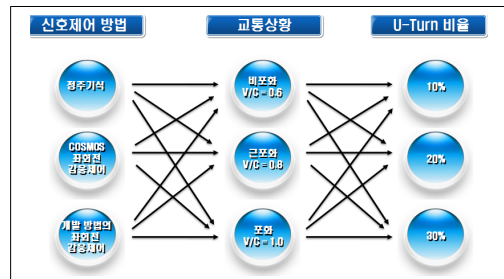 신호제어 방법
교통상황
U-Turn 비율
정주기식
비포화
V/C = 0.6
10%
COSMOS
좌회전
감응제어
근포화
V/C = 0.8
20%
개발 방법의
좌회전
감응제어
포화
V/C = 1.0
30%